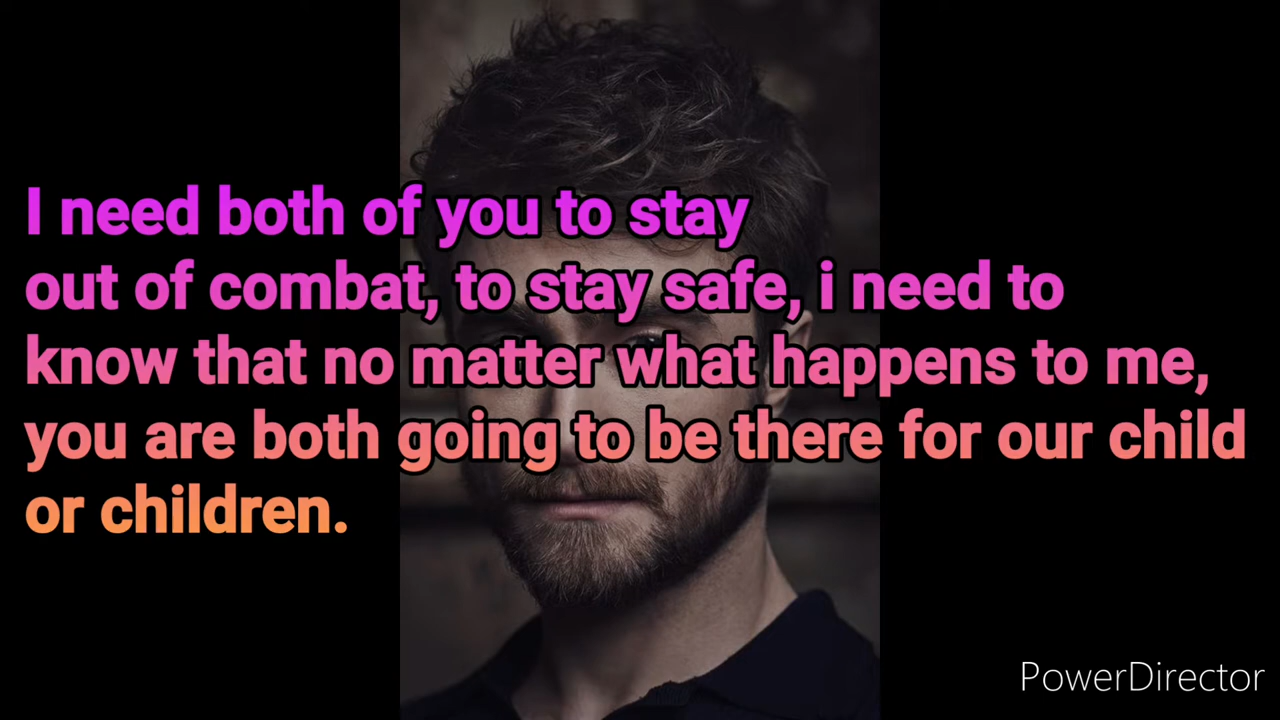 I need both of you to stay
out of combat, to stay safe, i need to
know that no matter what happens to me,
you are both going to be there for our child
or children.
PowerDirector